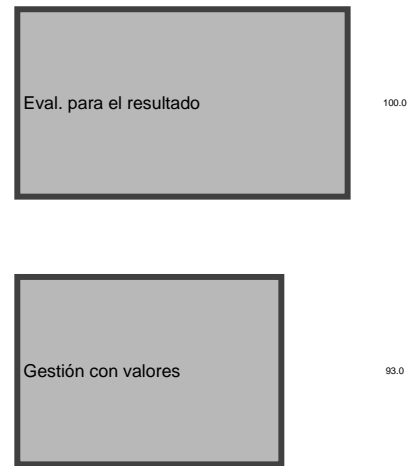 Eval. para el resultado 100.0
Gestión con valores 93.0